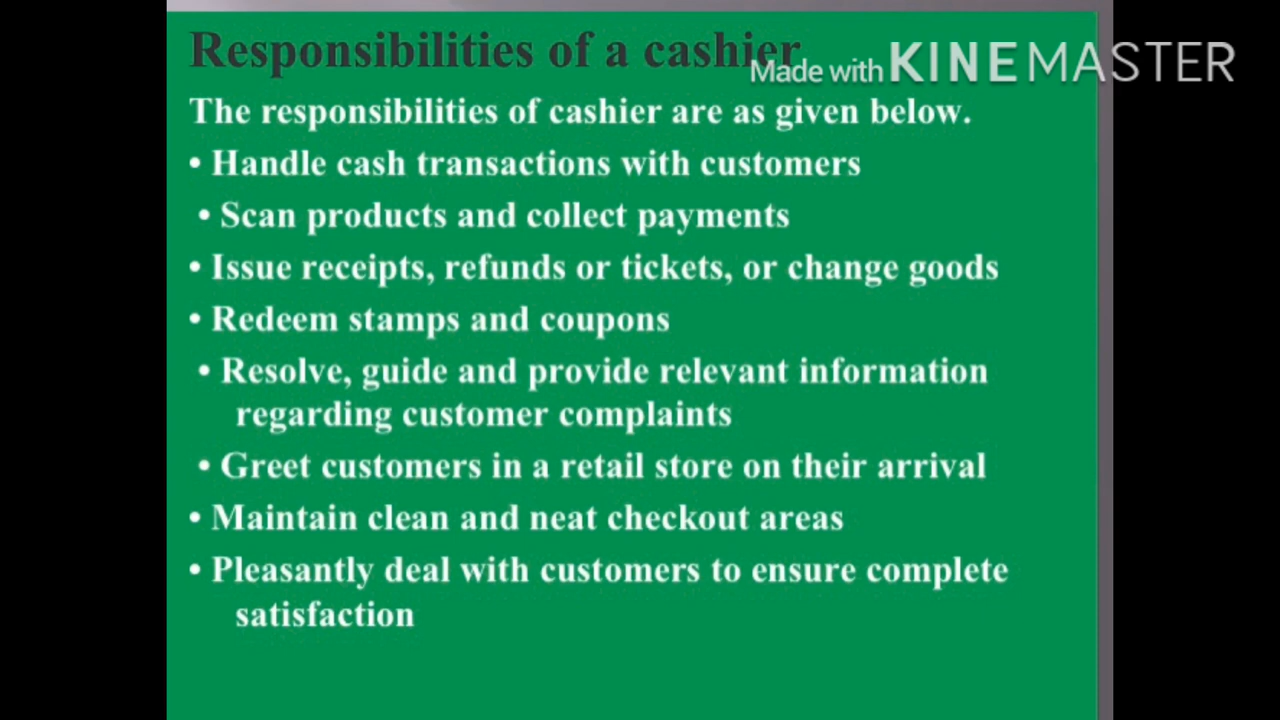 Responsibilities of a cashier
Made with KINEMASTER
The responsibilities of cashier are as given below.
• Handle cash transactions with customers
• Scan products and collect payments
• Issue receipts, refunds or tickets, or change goods
• Redeem stamps and coupons
• Resolve, guide and provide relevant information
regarding customer complaints
• Greet customers in a retail store on their arrival
• Maintain clean and neat checkout areas
• Pleasantly deal with customers to ensure complete
satisfaction